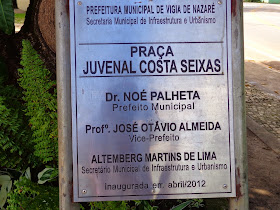 PREFEITURA MUNICIPAL DE VIGIA DE NAZARÉ
Secretaria Municipal de Infraestrutura e Urbanismo
PRAÇA
JUVENAL COSTA SEIXAS
Dr. NOÉ PALHETA
Prefeito Municipal
Profº. JOSÉ OTÁVIO ALMEIDA
Vice-Prefeito
ALTEMBERG MARTINS DE LIMA
Secretário Municipal de Infraestrutura e Urbanismo
Inaugurada em: abril/2012